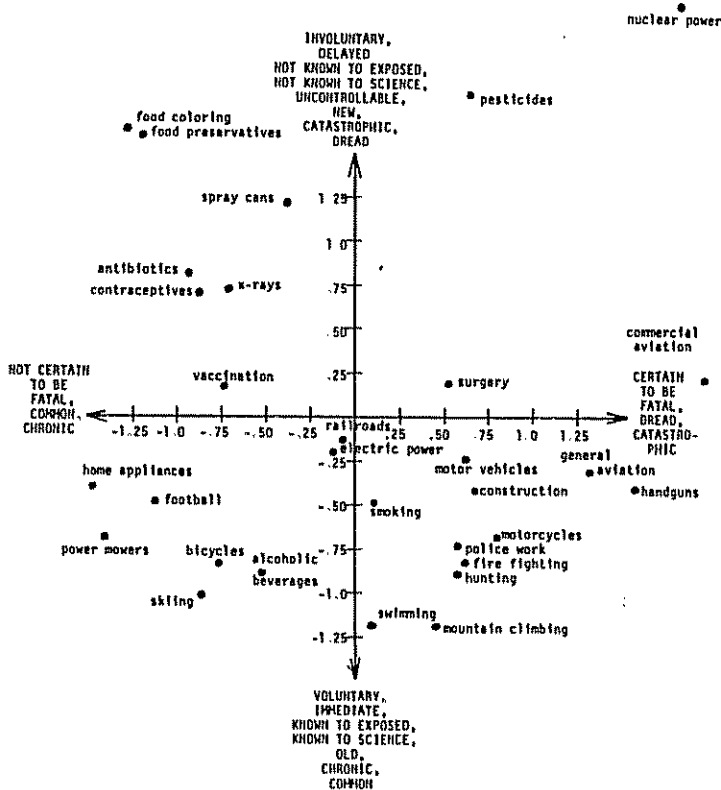 nuclear power
INVOLUNTARY,
DELAYED
NOT KNOWN TO EXPOSED,
NOT KNOWN TO SCIENCE,
UNCONTROLLABLE,
NEW,
CATASTROPHIC,
DREAD
pesticides
food coloring
food preservatives
spray cans
1 25
1 0
antibiotics
contraceptives
x-rays
.75
.50
commercial
aviation
NOT CERTAIN
TO BE
FATAL,
COMMON,
CHRONIC
vaccination
.25
surgery
CERTAIN
TO BE
FATAL,
DREAD,
CATASTRO-
PHIC
-1.25 -1.0 -.75 -.50 -.25 .25 .50 .75 1.0 1.25
railroads
electric power
-.25
home appliances
motor vehicles
general
aviation
football
-.50
smoking
construction
handguns
power mowers
bicycles
alcoholic
beverages
-.75
motorcycles
police work
fire fighting
hunting
skiing
-1.0
swimming
mountain climbing
-1.25
VOLUNTARY,
IMMEDIATE,
KNOWN TO EXPOSED,
KNOWN TO SCIENCE,
OLD,
CHRONIC,
COMMON